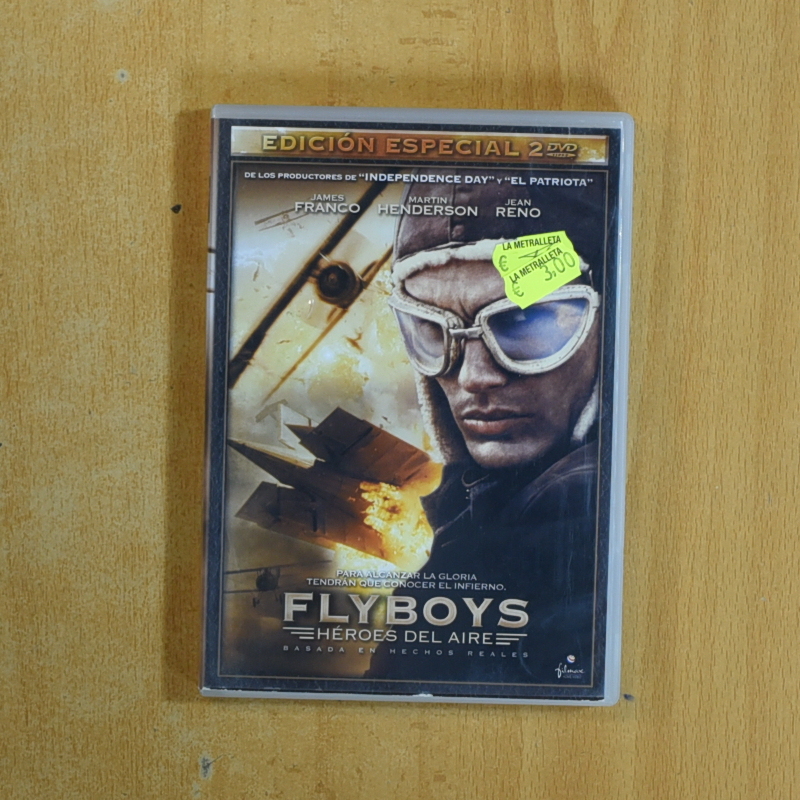 EDICIÓN ESPECIAL 2 DVD
DE LOS PRODUCTORES DE "INDEPENDENCE DAY" Y "EL PATRIOTA"
JAMES FRANCO MARTIN HENDERSON JEAN RENO
LA METRALLETA
€
LA METRALLETA
€ 3,00
PARA ALCANZAR LA GLORIA
TENDRÁN QUE CONOCER EL INFIERNO.
FLYBOYS
HÉROES DEL AIRE
BASADA EN HECHOS REALES
filmax